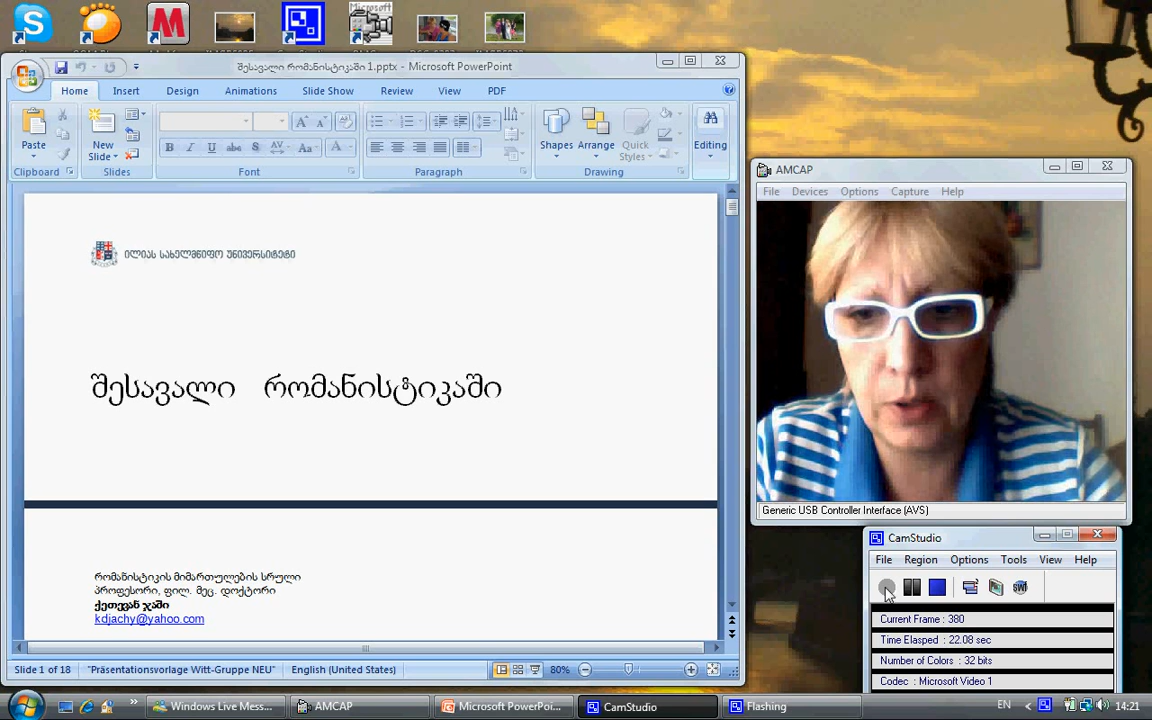 შესავალი რომანისტიკაში 1.pptx - Microsoft PowerPoint
Home Insert Design Animations Slide Show Review View PDF
Paste
New
Slide
Shapes
Arrange
Quick
Styles
Editing
Clipboard Slides Font Paragraph Drawing
ილიას სახელმწიფო უნივერსიტეტი
შესავალი რომანისტიკაში
რომანისტიკის მიმართულების სრული
პროფესორი, ფილ. მეც. დოქტორი
ქეთევან ჯაში
kdjachy@yahoo.com
Slide 1 of 18 "Präsentationsvorlage Witt-Gruppe NEU" English (United States) 80%
AMCAP
File Devices Options Capture Help
Generic USB Controller Interface (AVS)
CamStudio
File Region Options Tools View Help
Current Frame : 380
Time Elasped : 22.08 sec
Number of Colors : 32 bits
Codec : Microsoft Video 1
Windows Live Mess... AMCAP Microsoft PowerPoi... CamStudio Flashing EN 14:21